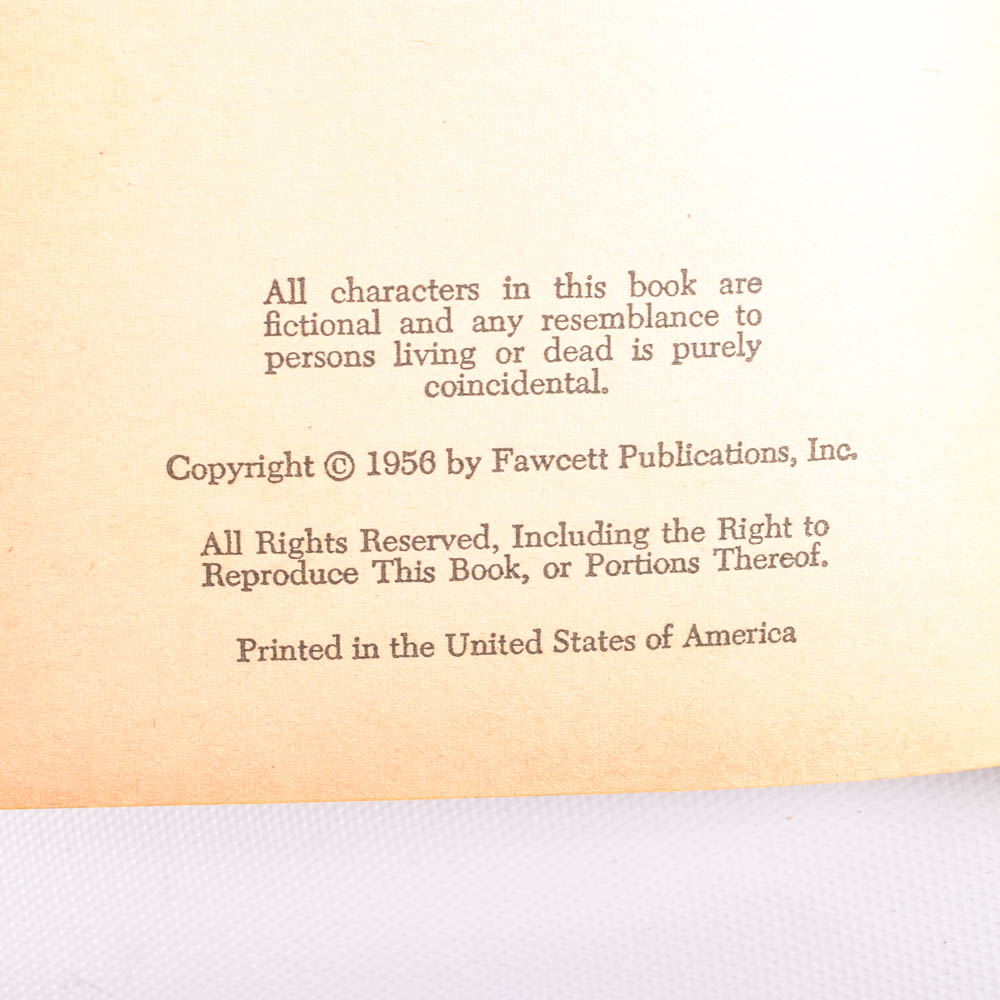 All characters in this book are
fictional and any resemblance to
persons living or dead is purely
coincidental.
Copyright © 1956 by Fawcett Publications, Inc.
All Rights Reserved, Including the Right to
Reproduce This Book, or Portions Thereof.
Printed in the United States of America